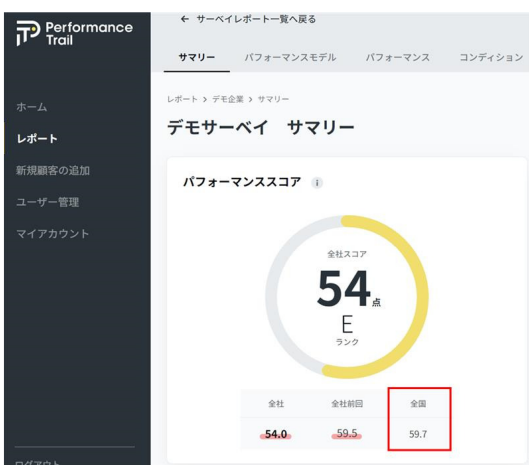 Performance
Trail
← サーベイレポート一覧へ戻る
サマリー パフォーマンスモデル パフォーマンス コンディション
ホーム
レポート
新規顧客の追加
ユーザー管理
マイアカウント
レポート > デモ企業 > サマリー
デモサーベイ サマリー
パフォーマンススコア i
全社スコア
54点
E
ランク
全社 全社前回 全国
54.0 59.5 59.7
ログアウト